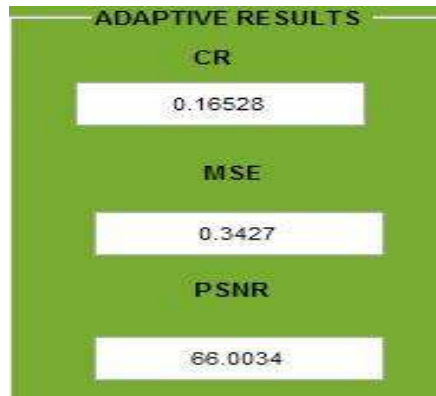 ADAPTIVE RESULTS
CR
0.16528
MSE
0.3427
PSNR
66.0034